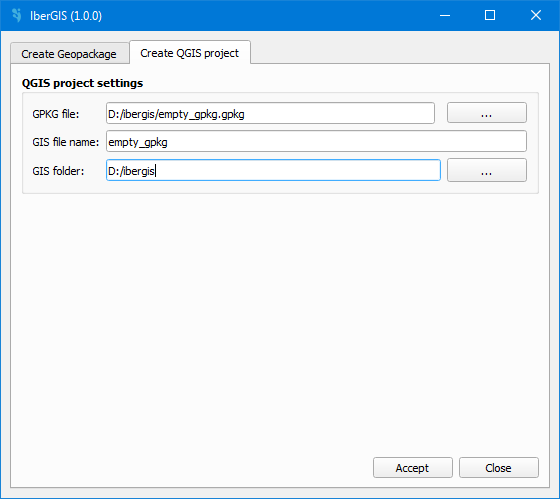 IberGIS (1.0.0)
Create Geopackage Create QGIS project
QGIS project settings
GPKG file: D:/ibergis/empty_gpkg.gpkg ...
GIS file name: empty_gpkg
GIS folder: D:/ibergis ...
Accept Close